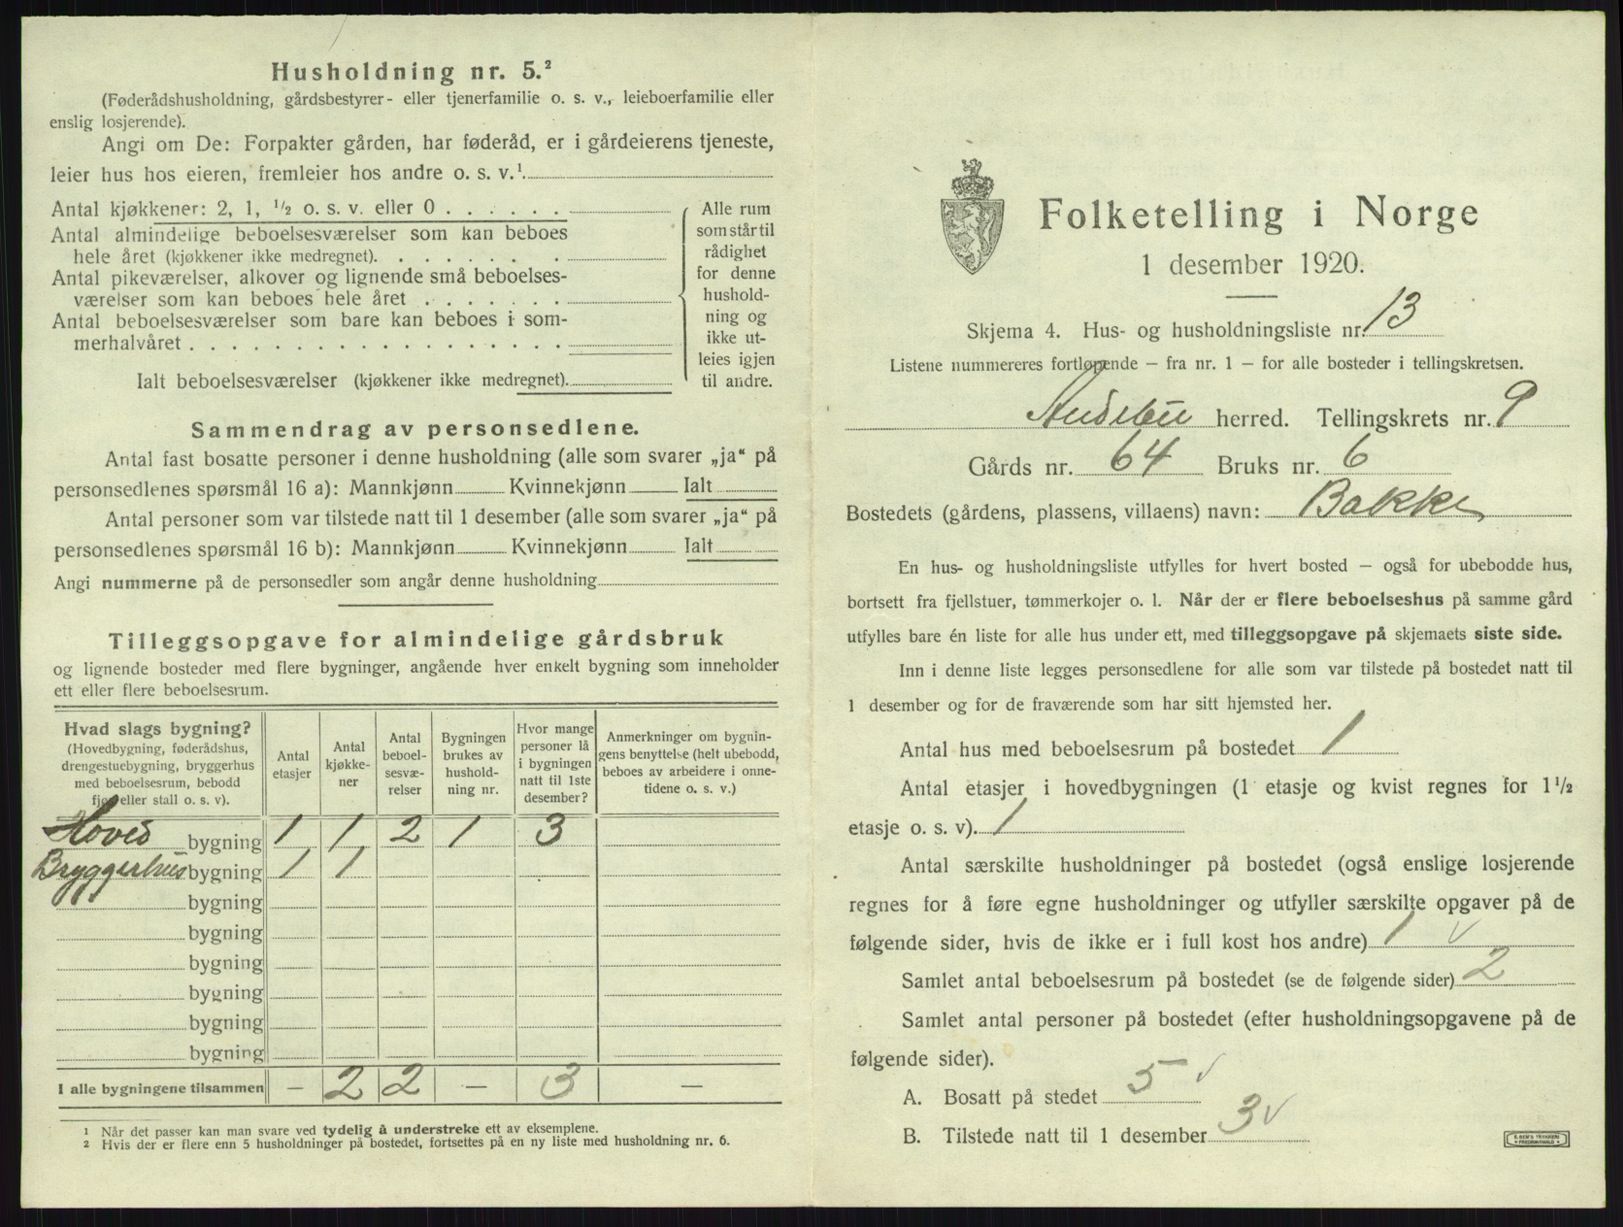 Husholdning nr. 5.²
(Føderådshusholdning, gårdsbestyrer- eller tjenerfamilie o. s. v., leieboerfamilie eller
enslig losjerende).
Angi om De: Forpakter gården, har føderåd, er i gårdeierens tjeneste,
leier hus hos eieren, fremleier hos andre o. s. v.¹
Antal kjøkkener: 2, 1, ½ o. s. v. eller 0
Antal almindelige beboelsesværelser som kan beboes
hele året (kjøkkener ikke medregnet).
Antal pikeværelser, alkover og lignende små beboelses-
værelser som kan beboes hele året
Antal beboelsesværelser som bare kan beboes i som-
merhalvåret
Ialt beboelsesværelser (kjøkkener ikke medregnet).
Alle rum
som står til
rådighet
for denne
hushold-
ning og
ikke ut-
leies igjen
til andre.
Sammendrag av personsedlene.
Antal fast bosatte personer i denne husholdning (alle som svarer „ja" på
personsedlenes spørsmål 16 a): Mannkjønn Kvinnekjønn Ialt
Antal personer som var tilstede natt til 1 desember (alle som svarer „ja" på
personsedlenes spørsmål 16 b): Mannkjønn Kvinnekjønn Ialt
Angi nummerne på de personsedler som angår denne husholdning
Tilleggsopgave for almindelige gårdsbruk
og lignende bosteder med flere bygninger, angående hver enkelt bygning som inneholder
ett eller flere beboelsesrum.
Hvad slags bygning?
(Hovedbygning, føderådshus,
drengestuebygning, bryggerhus
med beboelsesrum, bebodd
fjøs eller stall o. s. v).
Antal
etasjer
Antal
kjøkke-
ner
Antal
beboel-
sesvæ-
relser
Bygningen
brukes av
hushold-
ning nr.
Hvor mange
personer lå
i bygningen
natt til 1ste
desember?
Anmerkninger om bygnin-
gens benyttelse (helt ubebodd,
beboes av arbeidere i onne-
tidene o. s. v.)
Hoved bygning 1 1 2 1 3
Bryggerhus bygning 1 1
bygning
bygning
bygning
bygning
bygning
bygning
I alle bygningene tilsammen – 2 2 – 3 –
¹ Når det passer kan man svare ved tydelig å understreke ett av eksemplene.
² Hvis der er flere enn 5 husholdninger på bostedet, fortsettes på en ny liste med husholdning nr. 6.
Folketelling i Norge
1 desember 1920.
Skjema 4. Hus- og husholdningsliste nr. 13
Listene nummereres fortløpende — fra nr. 1 — for alle bosteder i tellingskretsen.
Andebu herred. Tellingskrets nr. 9
Gårds nr. 64 Bruks nr. 6
Bostedets (gårdens, plassens, villaens) navn: Bakke
En hus- og husholdningsliste utfylles for hvert bosted — også for ubebodde hus,
bortsett fra fjellstuer, tømmerkojer o. l. Når der er flere beboelseshus på samme gård
utfylles bare én liste for alle hus under ett, med tilleggsopgave på skjemaets siste side.
Inn i denne liste legges personsedlene for alle som var tilstede på bostedet natt til
1 desember og for de fraværende som har sitt hjemsted her.
Antal hus med beboelsesrum på bostedet 1
Antal etasjer i hovedbygningen (1 etasje og kvist regnes for 1½
etasje o. s. v). 1
Antal særskilte husholdninger på bostedet (også enslige losjerende
regnes for å føre egne husholdninger og utfyller særskilte opgaver på de
følgende sider, hvis de ikke er i full kost hos andre) 1 ✓
Samlet antal beboelsesrum på bostedet (se de følgende sider) 2
Samlet antal personer på bostedet (efter husholdningsopgavene på de
følgende sider).
A. Bosatt på stedet 5 ✓
B. Tilstede natt til 1 desember 3 ✓